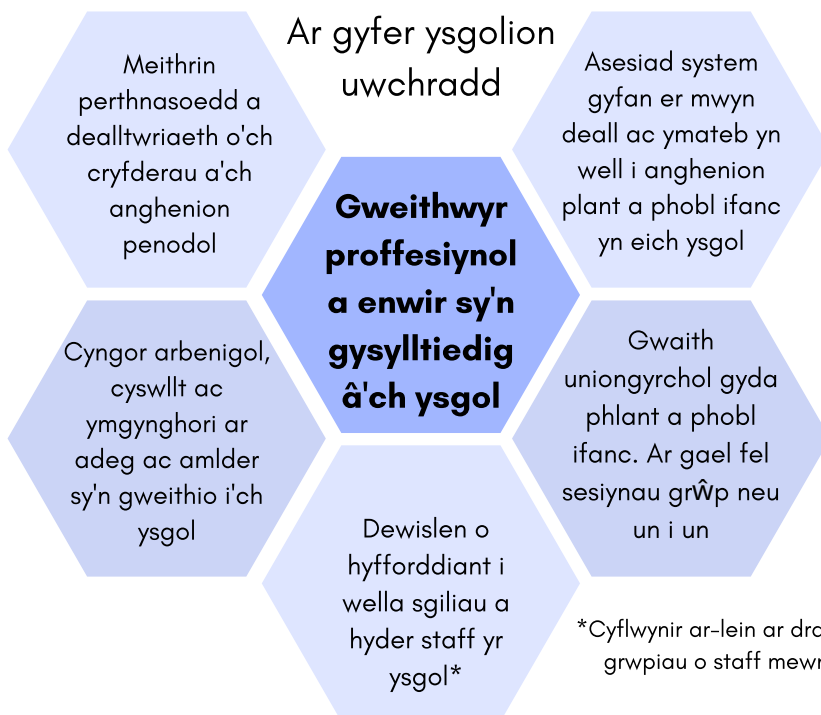 Ar gyfer ysgolion
uwchradd
Meithrin
perthnasoedd a
dealltwriaeth o'ch
cryfderau a'ch
anghenion
penodol
Asesiad system
gyfan er mwyn
deall ac ymateb yn
well i anghenion
plant a phobl ifanc
yn eich ysgol
Gweithwyr
proffesiynol
a enwir sy'n
gysylltiedig
â'ch ysgol
Cyngor arbenigol,
cyswllt ac
ymgynghori ar
adeg ac amlder
sy'n gweithio i'ch
ysgol
Gwaith
uniongyrchol gyda
phlant a phobl
ifanc. Ar gael fel
sesiynau grŵp neu
un i un
Dewislen o
hyfforddiant i
wella sgiliau a
hyder staff yr
ysgol*
*Cyflwynir ar-lein ar
grwpiau o staff